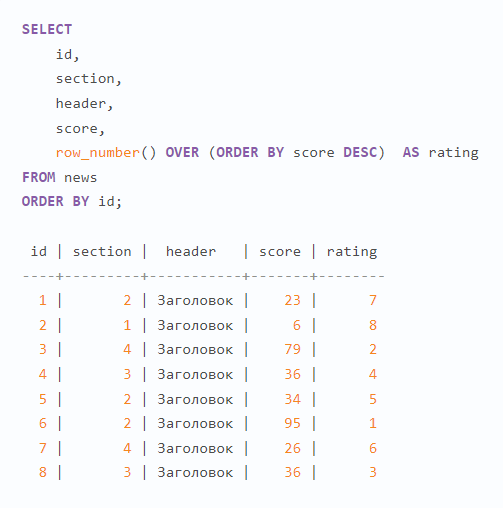 SELECT
    id,
    section,
    header,
    score,
    row_number() OVER (ORDER BY score DESC)  AS rating
FROM news
ORDER BY id;

 id | section |  header   | score | rating
----+---------+-----------+-------+--------
  1 |       2 | Заголовок |    23 |      7
  2 |       1 | Заголовок |     6 |      8
  3 |       4 | Заголовок |    79 |      2
  4 |       3 | Заголовок |    36 |      4
  5 |       2 | Заголовок |    34 |      5
  6 |       2 | Заголовок |    95 |      1
  7 |       4 | Заголовок |    26 |      6
  8 |       3 | Заголовок |    36 |      3